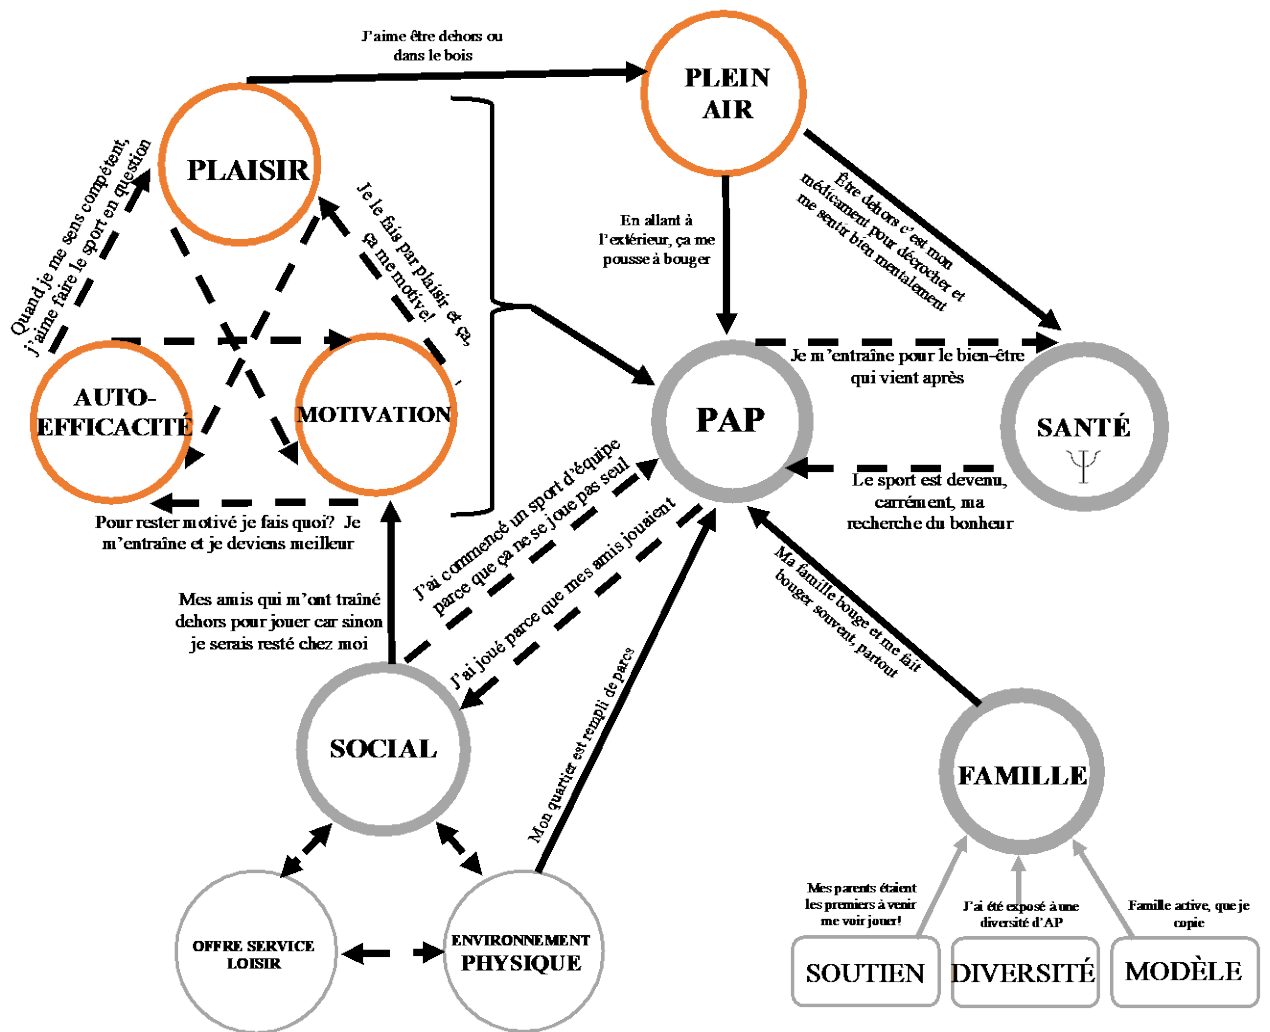 J'aime être dehors ou
dans le bois
PLEIN
AIR
PLAISIR
Quand je me sens compétent,
j'aime faire le sport en question
Je le fais par plaisir et ça,
ça me motive!
En allant à
l'extérieur, ça me
pousse à bouger
Être dehors c'est mon
médicament pour décrocher et
me sentir bien mentalement
AUTO-
EFFICACITÉ
MOTIVATION
PAP
Je m'entraîne pour le bien-être
qui vient après
SANTÉ
Ψ
Le sport est devenu,
carrément, ma
recherche du bonheur
Pour rester motivé je fais quoi? Je
m'entraîne et je deviens meilleur
J'ai commencé un sport d'équipe
parce que ça ne se joue pas seul
J'ai joué parce que mes amis jouaient
Mes amis qui m'ont traîné
dehors pour jouer car sinon
je serais resté chez moi
Mon quartier est rempli de parcs
Ma famille bouge et me fait
bouger souvent, partout
SOCIAL
FAMILLE
OFFRE SERVICE
LOISIR
ENVIRONNEMENT
PHYSIQUE
Mes parents étaient
les premiers à venir
me voir jouer!
J'ai été exposé à une
diversité d'AP
Famille active, que je
copie
SOUTIEN
DIVERSITÉ
MODÈLE